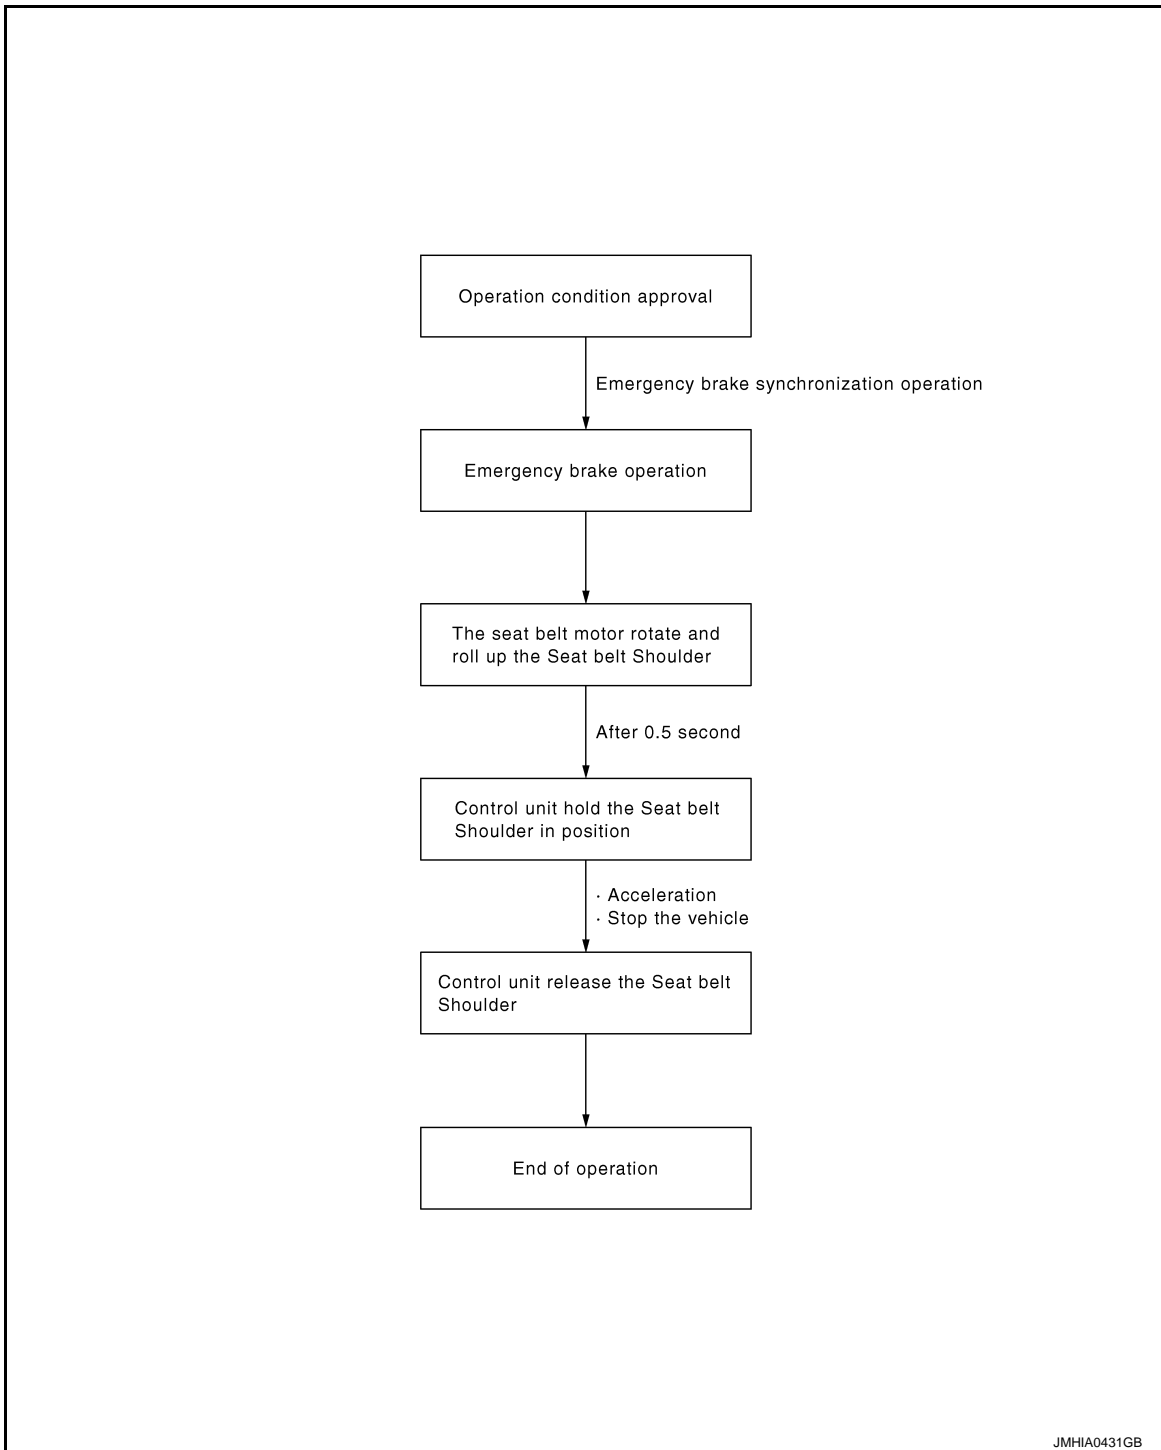 Operation condition approval
Emergency brake synchronization operation
Emergency brake operation
The seat belt motor rotate and
roll up the Seat belt Shoulder
After 0.5 second
Control unit hold the Seat belt
Shoulder in position
· Acceleration
· Stop the vehicle
Control unit release the Seat belt
Shoulder
End of operation
JMHIA0431GB